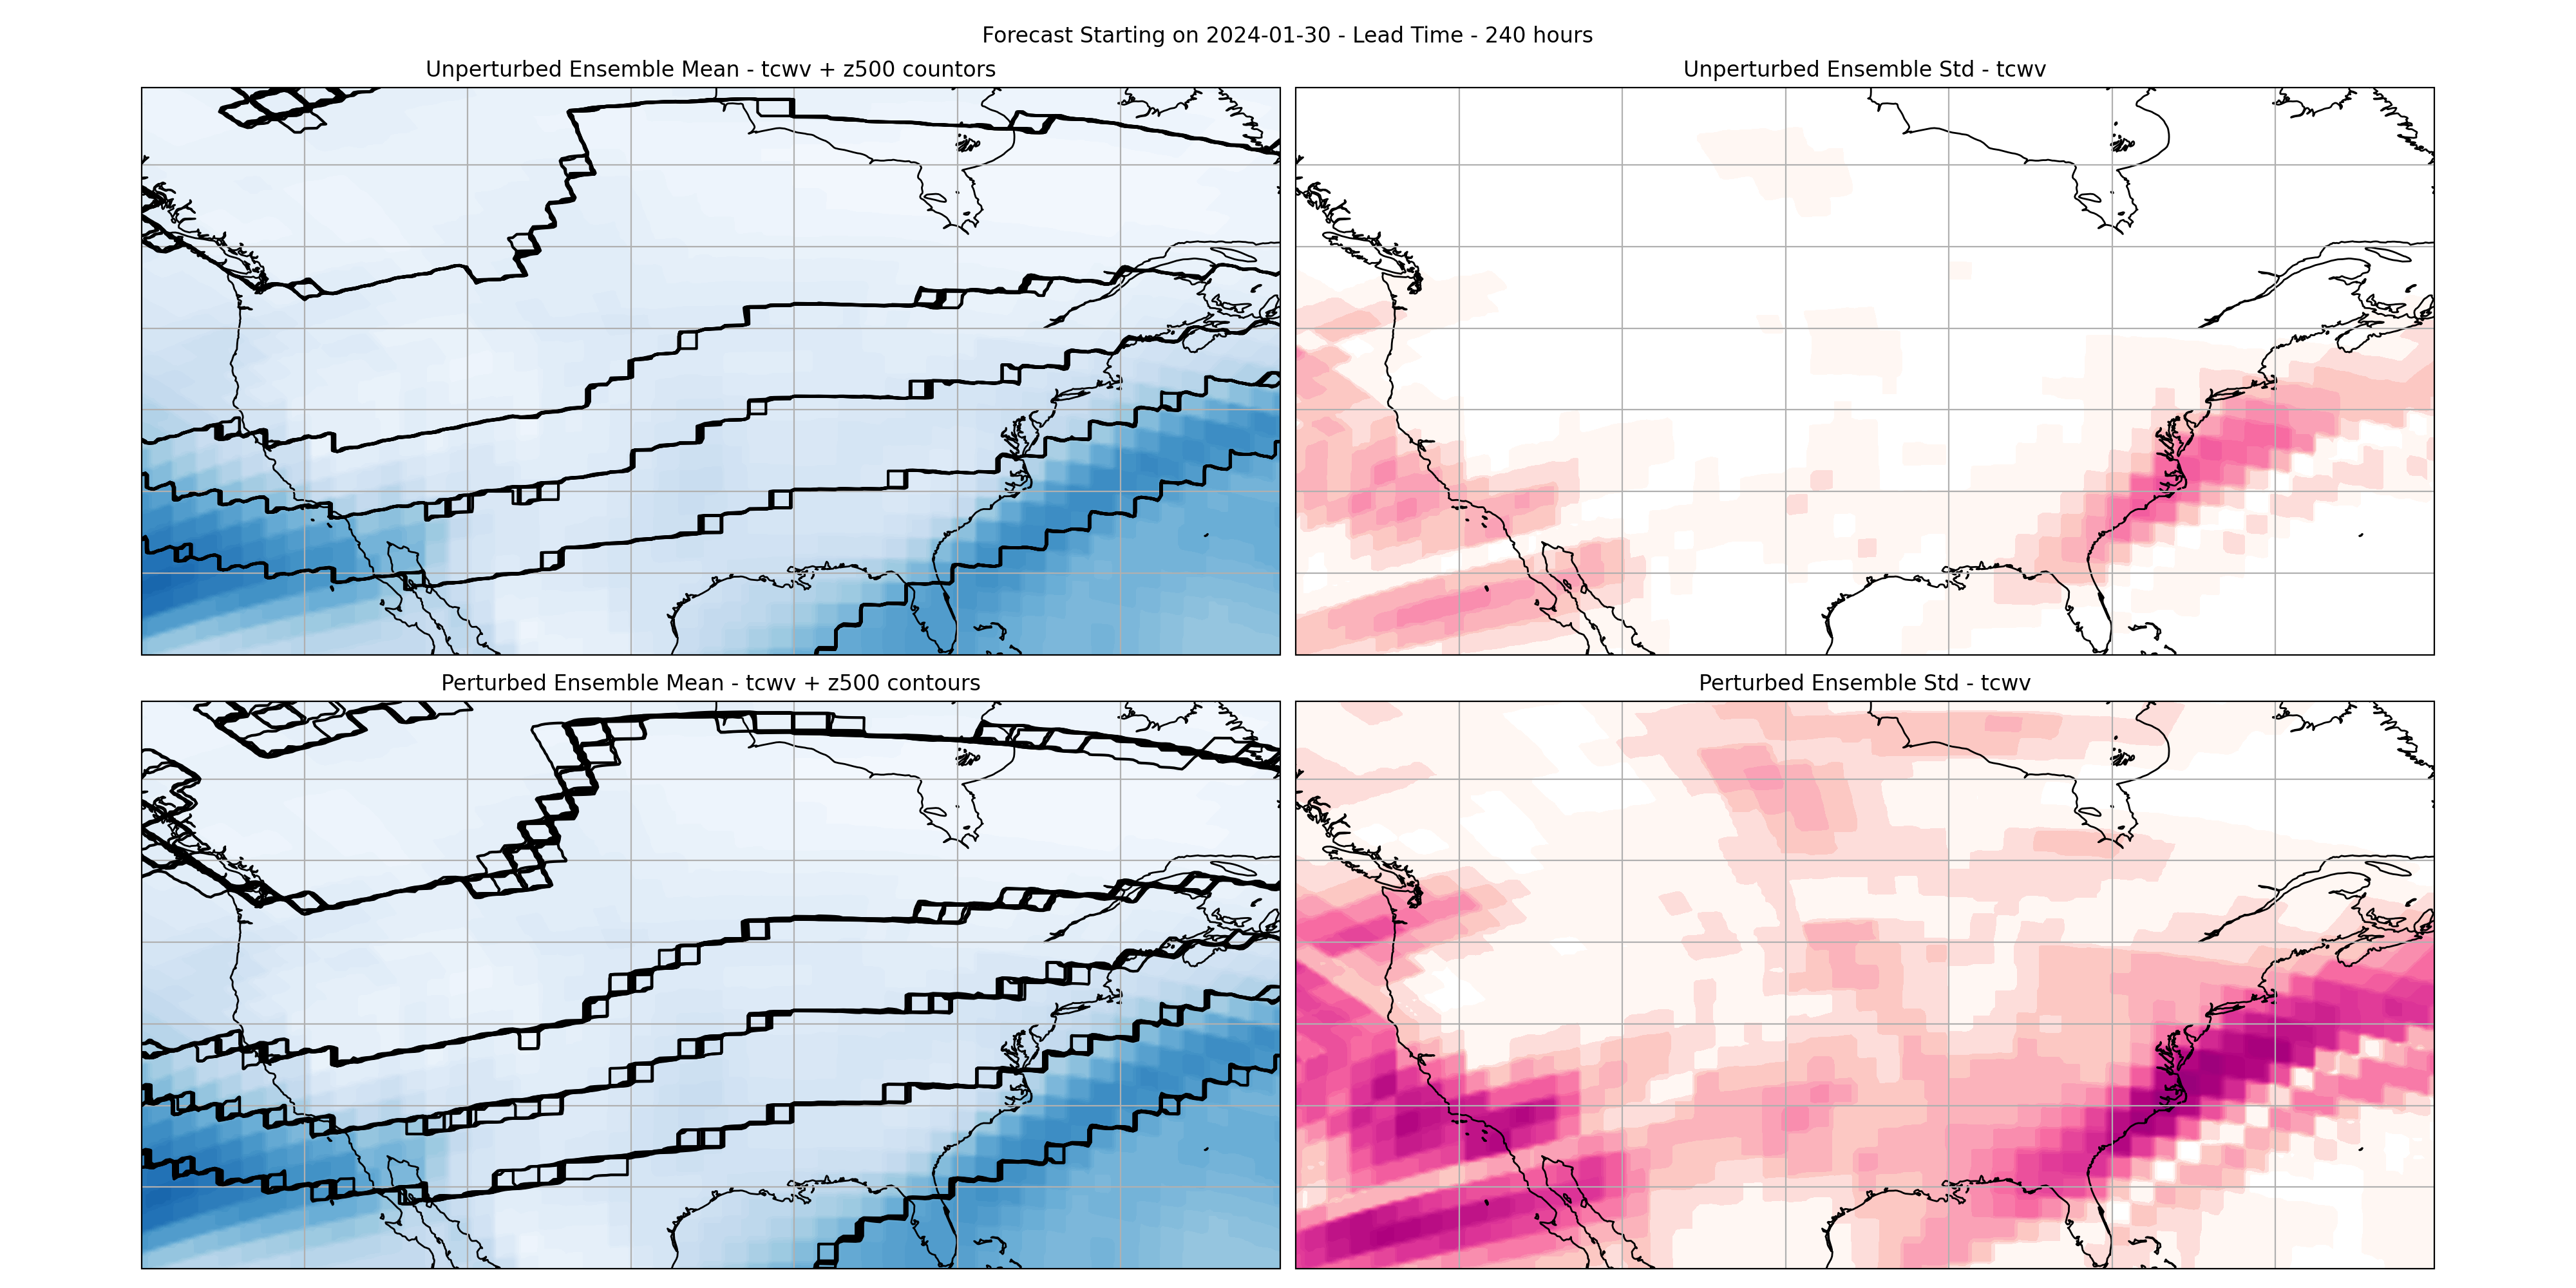 Forecast Starting on 2024-01-30 - Lead Time - 240 hours
Unperturbed Ensemble Mean - tcwv + z500 countors
Unperturbed Ensemble Std - tcwv
Perturbed Ensemble Mean - tcwv + z500 contours
Perturbed Ensemble Std - tcwv